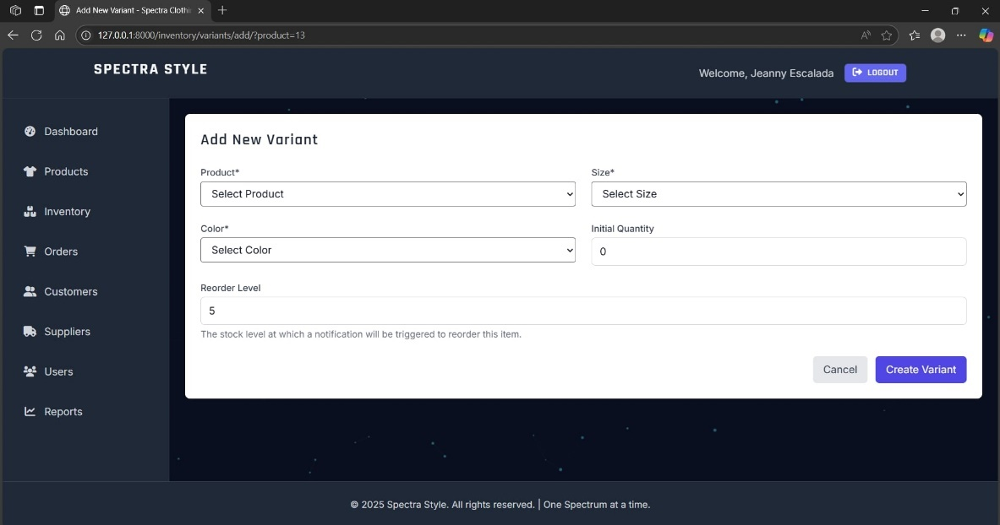 Add New Variant - Spectra Clothi
127.0.0.1:8000/inventory/variants/add/?product=13
SPECTRA STYLE
Welcome, Jeanny Escalada
LOGOUT
Dashboard
Products
Inventory
Orders
Customers
Suppliers
Users
Reports
Add New Variant
Product*
Size*
Select Product
Select Size
Color*
Initial Quantity
Select Color
0
Reorder Level
5
The stock level at which a notification will be triggered to reorder this item.
Cancel
Create Variant
© 2025 Spectra Style. All rights reserved. | One Spectrum at a time.